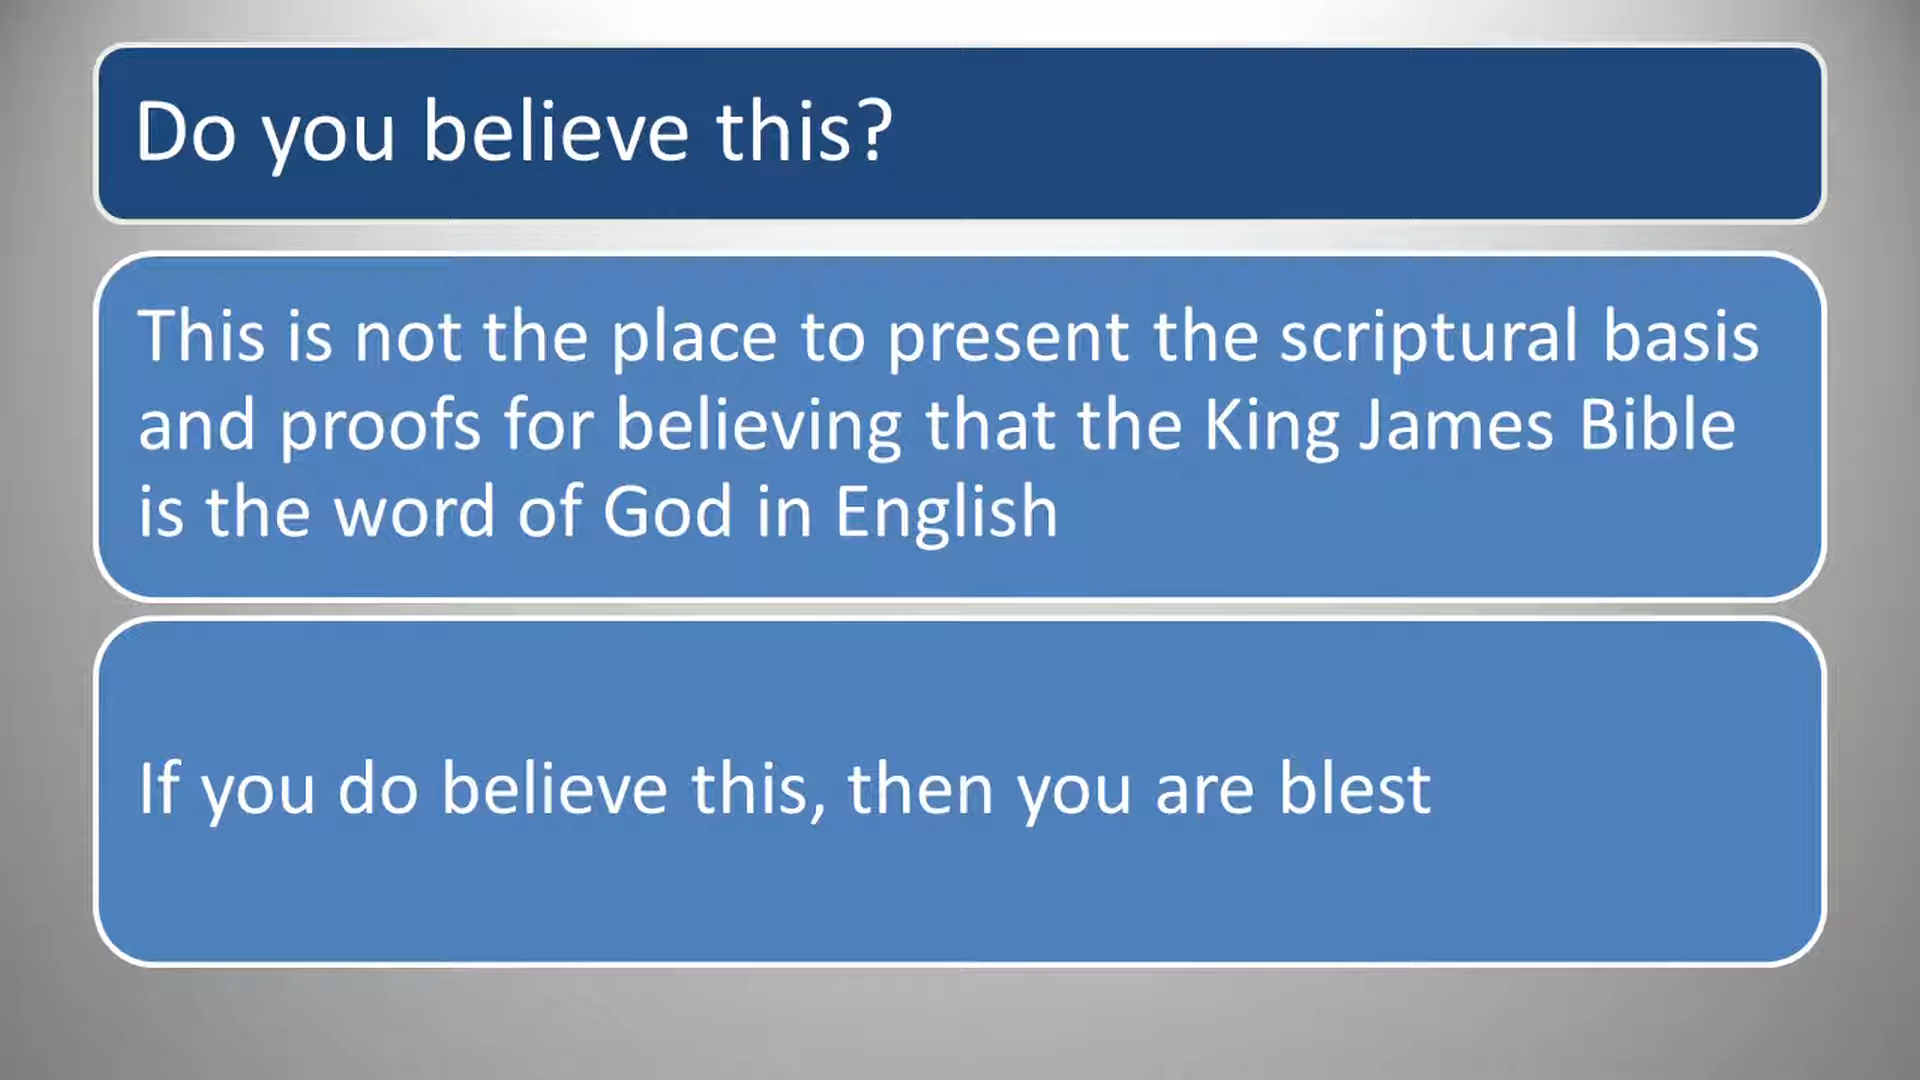 Do you believe this?
This is not the place to present the scriptural basis
and proofs for believing that the King James Bible
is the word of God in English
If you do believe this, then you are blest